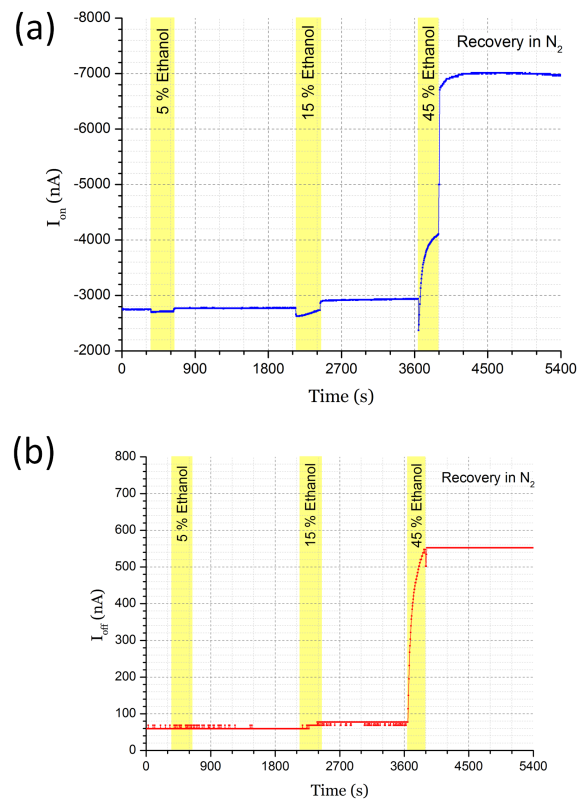 (a)
-8000
-7000
-6000
-5000
-4000
-3000
-2000
I_on (nA)
5 % Ethanol
15 % Ethanol
45 % Ethanol
Recovery in N₂
0 900 1800 2700 3600 4500 5400
Time (s)
(b)
800
700
600
500
400
300
200
100
0
I_off (nA)
5 % Ethanol
15 % Ethanol
45 % Ethanol
Recovery in N₂
0 900 1800 2700 3600 4500 5400
Time (s)